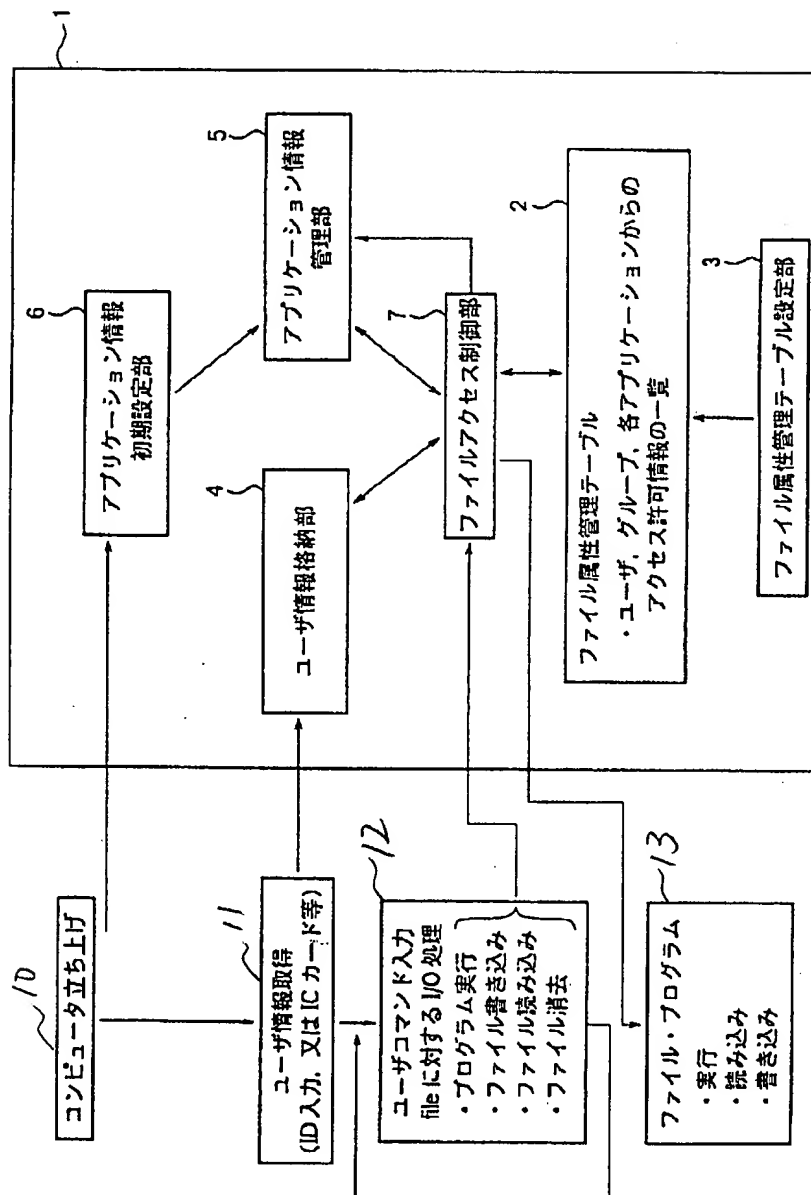 10
コンピュータ立ち上げ
11
ユーザ情報取得
(ID入力, 又はICカード等)
12
ユーザコマンド入力
fileに対するI/O処理
・プログラム実行
・ファイル書き込み
・ファイル読み込み
・ファイル消去
13
ファイル・プログラム
・実行
・読み込み
・書き込み
1
6
アプリケーション情報
初期設定部
5
アプリケーション情報
管理部
4
ユーザ情報格納部
7
ファイルアクセス制御部
2
ファイル属性管理テーブル
・ユーザ, グループ, 各アプリケーションからの
アクセス許可情報の一覧
3
ファイル属性管理テーブル設定部